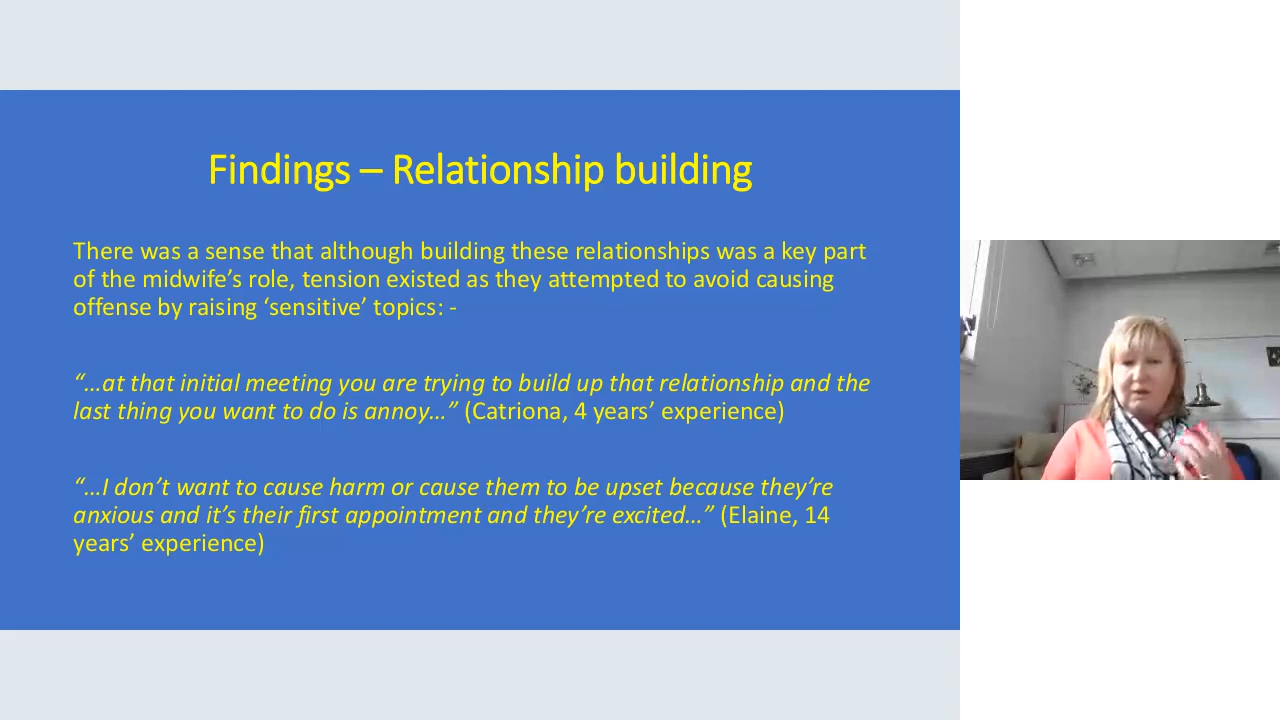 Findings – Relationship building
There was a sense that although building these relationships was a key part
of the midwife’s role, tension existed as they attempted to avoid causing
offense by raising ‘sensitive’ topics: -
“…at that initial meeting you are trying to build up that relationship and the
last thing you want to do is annoy…” (Catriona, 4 years’ experience)
“…I don’t want to cause harm or cause them to be upset because they’re
anxious and it’s their first appointment and they’re excited…” (Elaine, 14
years’ experience)